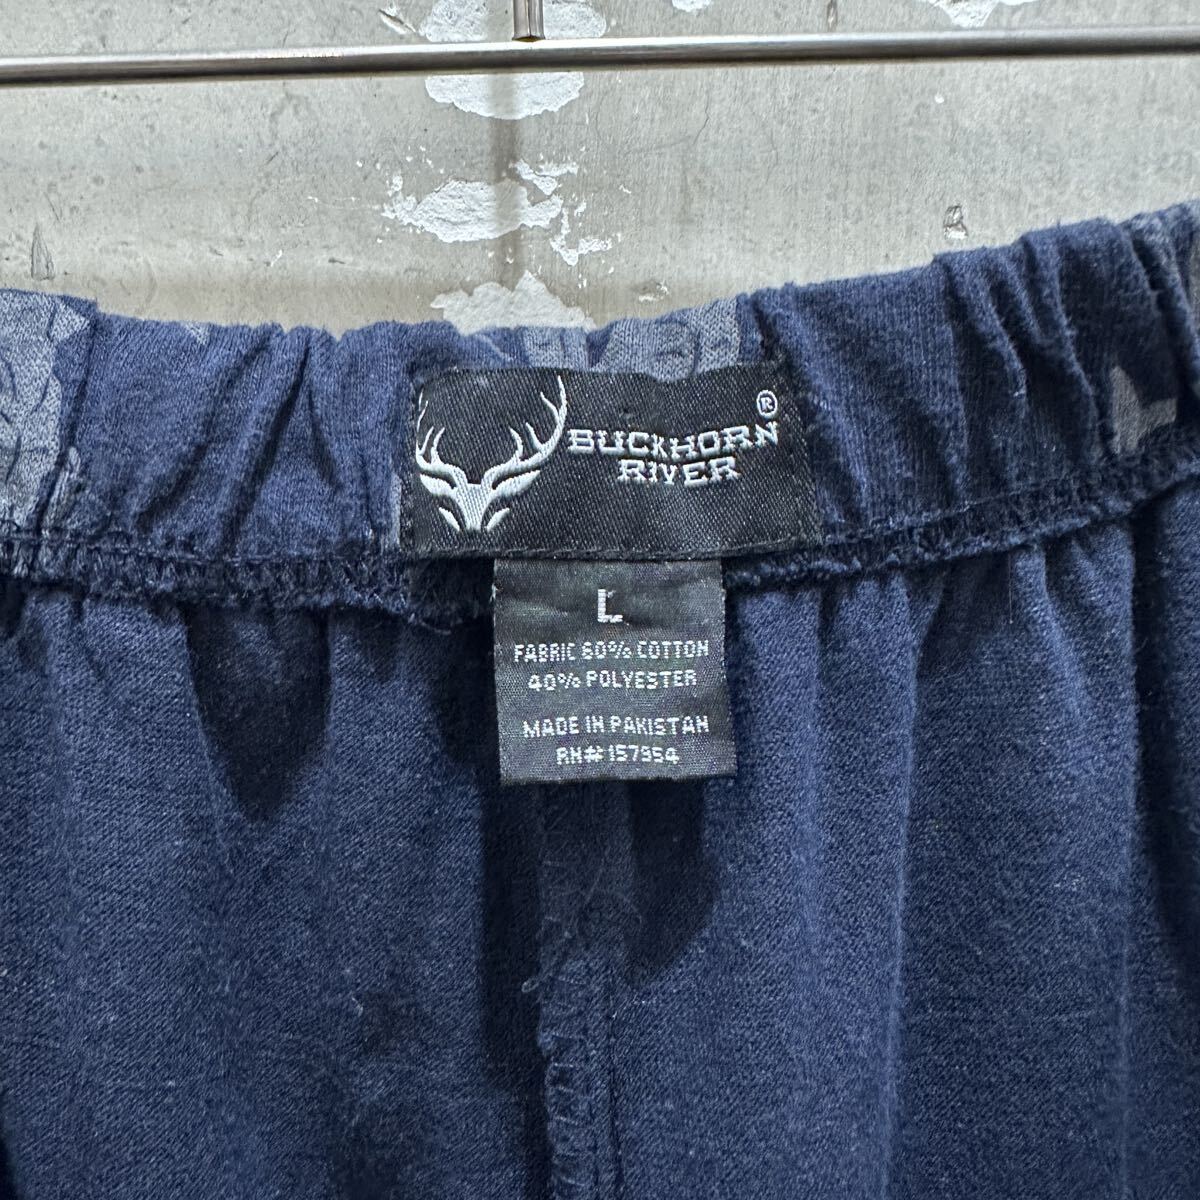 BUCKHORN®
RIVER
L
FABRIC 60% COTTON
40% POLYESTER
MADE IN PAKISTAN
RN# 157954